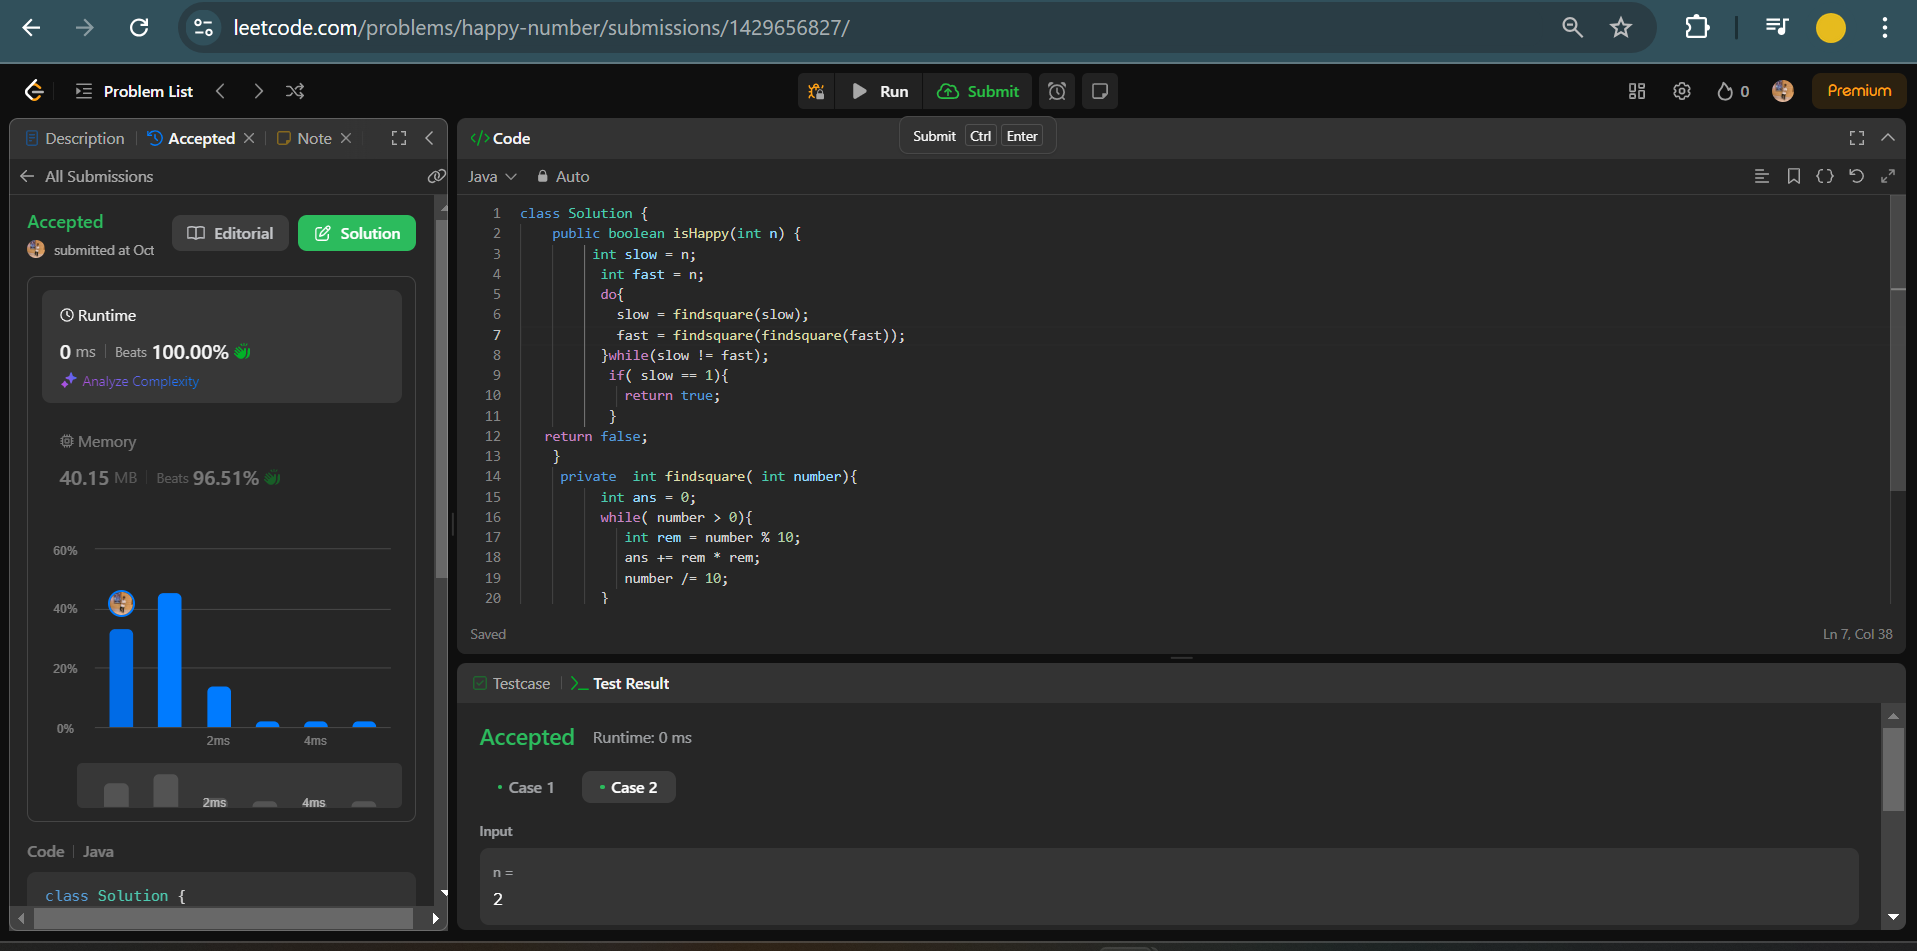 leetcode.com/problems/happy-number/submissions/1429656827/
Problem List
Run
Submit
0
Premium
Description
Accepted
Note
All Submissions
Accepted
submitted at Oct
Editorial
Solution
Runtime
0 ms
Beats 100.00%
Analyze Complexity
Memory
40.15 MB
Beats 96.51%
60%
40%
20%
0%
2ms
4ms
2ms
4ms
Code
Java
class Solution {
</>Code
Submit Ctrl Enter
Java
Auto
1 class Solution {
2 public boolean isHappy(int n) {
3 int slow = n;
4 int fast = n;
5 do{
6 slow = findsquare(slow);
7 fast = findsquare(findsquare(fast));
8 }while(slow != fast);
9 if( slow == 1){
10 return true;
11 }
12 return false;
13 }
14 private  int findsquare( int number){
15 int ans = 0;
16 while( number > 0){
17 int rem = number % 10;
18 ans += rem * rem;
19 number /= 10;
20 }
Saved
Ln 7, Col 38
Testcase
Test Result
Accepted
Runtime: 0 ms
Case 1
Case 2
Input
n =
2